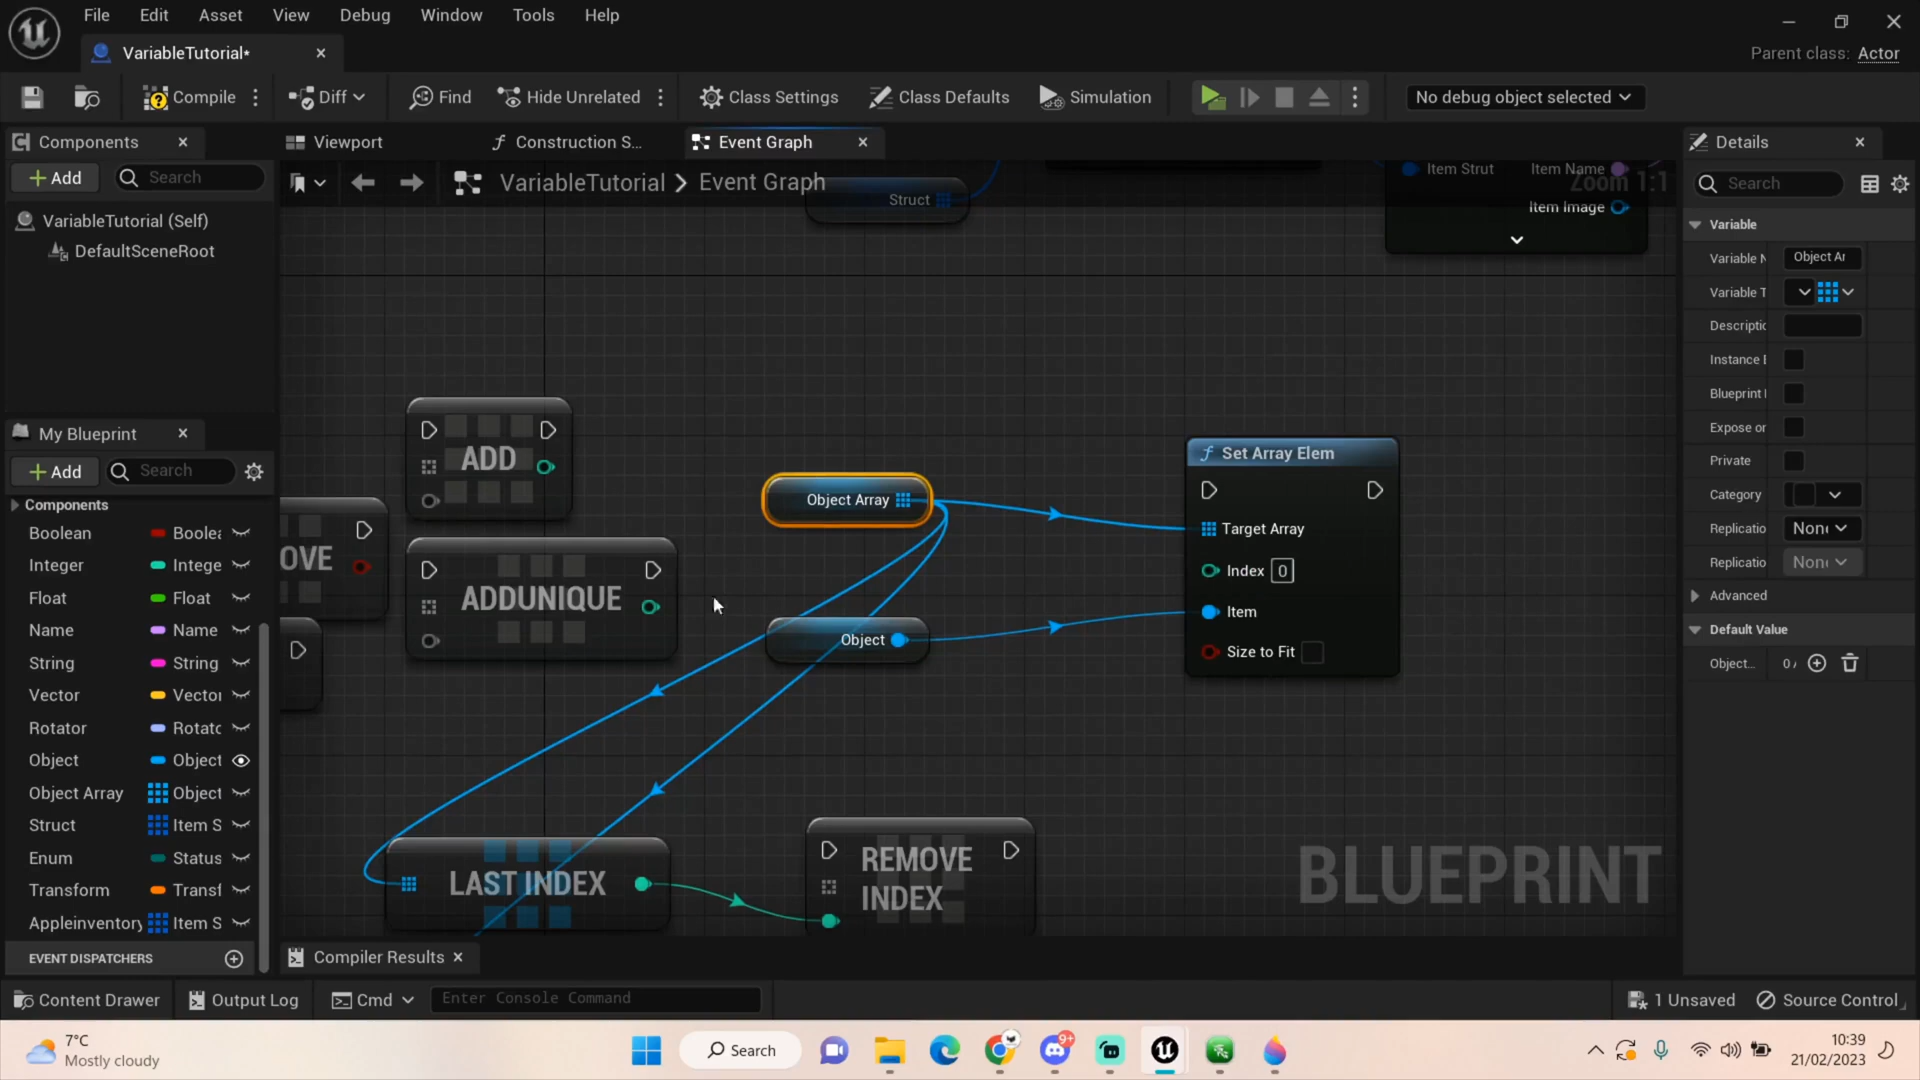 File Edit Asset View Debug Window Tools Help
VariableTutorial*
Parent class: Actor
Compile Diff Find Hide Unrelated Class Settings Class Defaults Simulation No debug object selected
Components
Add Search
VariableTutorial (Self)
DefaultSceneRoot
Viewport Construction S... Event Graph
VariableTutorial > Event Graph
Zoom 1:1
Struct
Item Strut Item Name
Item Image
ADD
ADDUNIQUE
OVE
Object Array
Object
Set Array Elem
Target Array
Index 0
Item
Size to Fit
LAST INDEX
REMOVE
INDEX
BLUEPRINT
My Blueprint
Add Search
Components
Boolean Boolea
Integer Intege
Float Float
Name Name
String String
Vector Vector
Rotator Rotatc
Object Object
Object Array Object
Struct Item S
Enum Status
Transform Transf
Appleinventory Item S
EVENT DISPATCHERS
Details
Search
Variable
Variable N Object Ar
Variable T
Descriptic
Instance E
Blueprint I
Expose or
Private
Category
Replicatio None
Replicatio None
Advanced
Default Value
Object... 0
Compiler Results
Content Drawer Output Log Cmd Enter Console Command 1 Unsaved Source Control
7°C
Mostly cloudy
Search
9+
10:39
21/02/2023